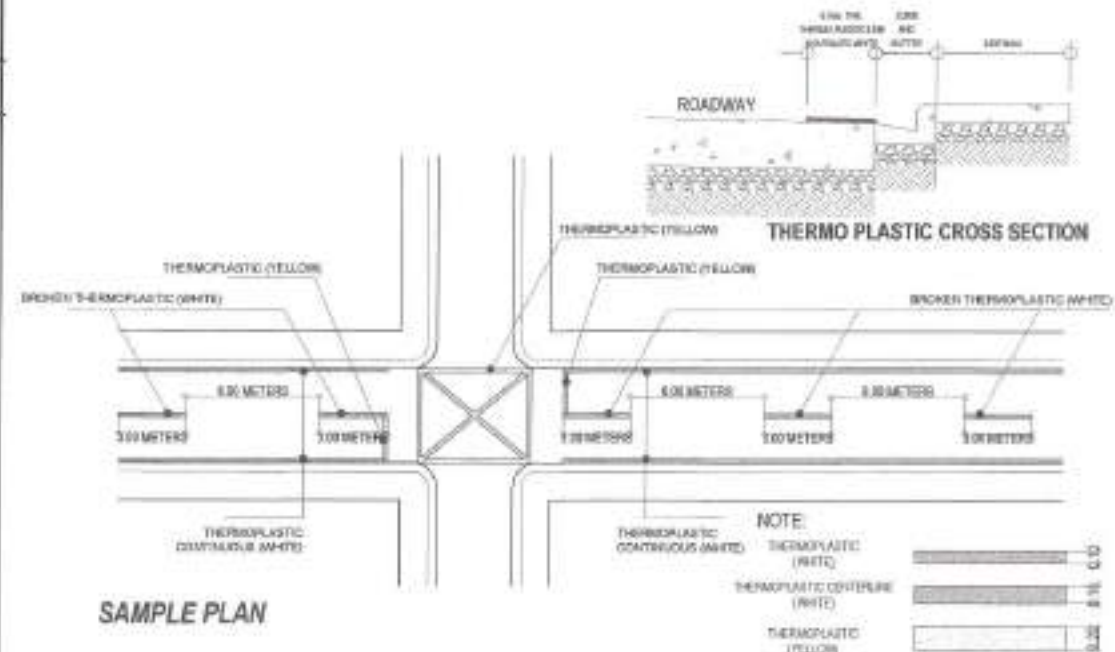 AND
ROADWAY
THERMO PLASTIC CROSS SECTION
THERMOPLASTIC (YELLOW)
THERMOPLASTIC (YELLOW)
THERMOPLASTIC (YELLOW)
BROKEN THERMOPLASTIC (WHITE)
BROKEN THERMOPLASTIC (WHITE)
6.00 METERS
6.00 METERS
6.00 METERS
3.00 METERS
3.00 METERS
3.00 METERS
3.00 METERS
3.00 METERS
THERMOPLASTIC
CONTINUOUS (WHITE)
THERMOPLASTIC
CONTINUOUS (WHITE)
NOTE:
THERMOPLASTIC
(WHITE)
THERMOPLASTIC CENTERLINE
(WHITE)
THERMOPLASTIC
(YELLOW)
SAMPLE PLAN